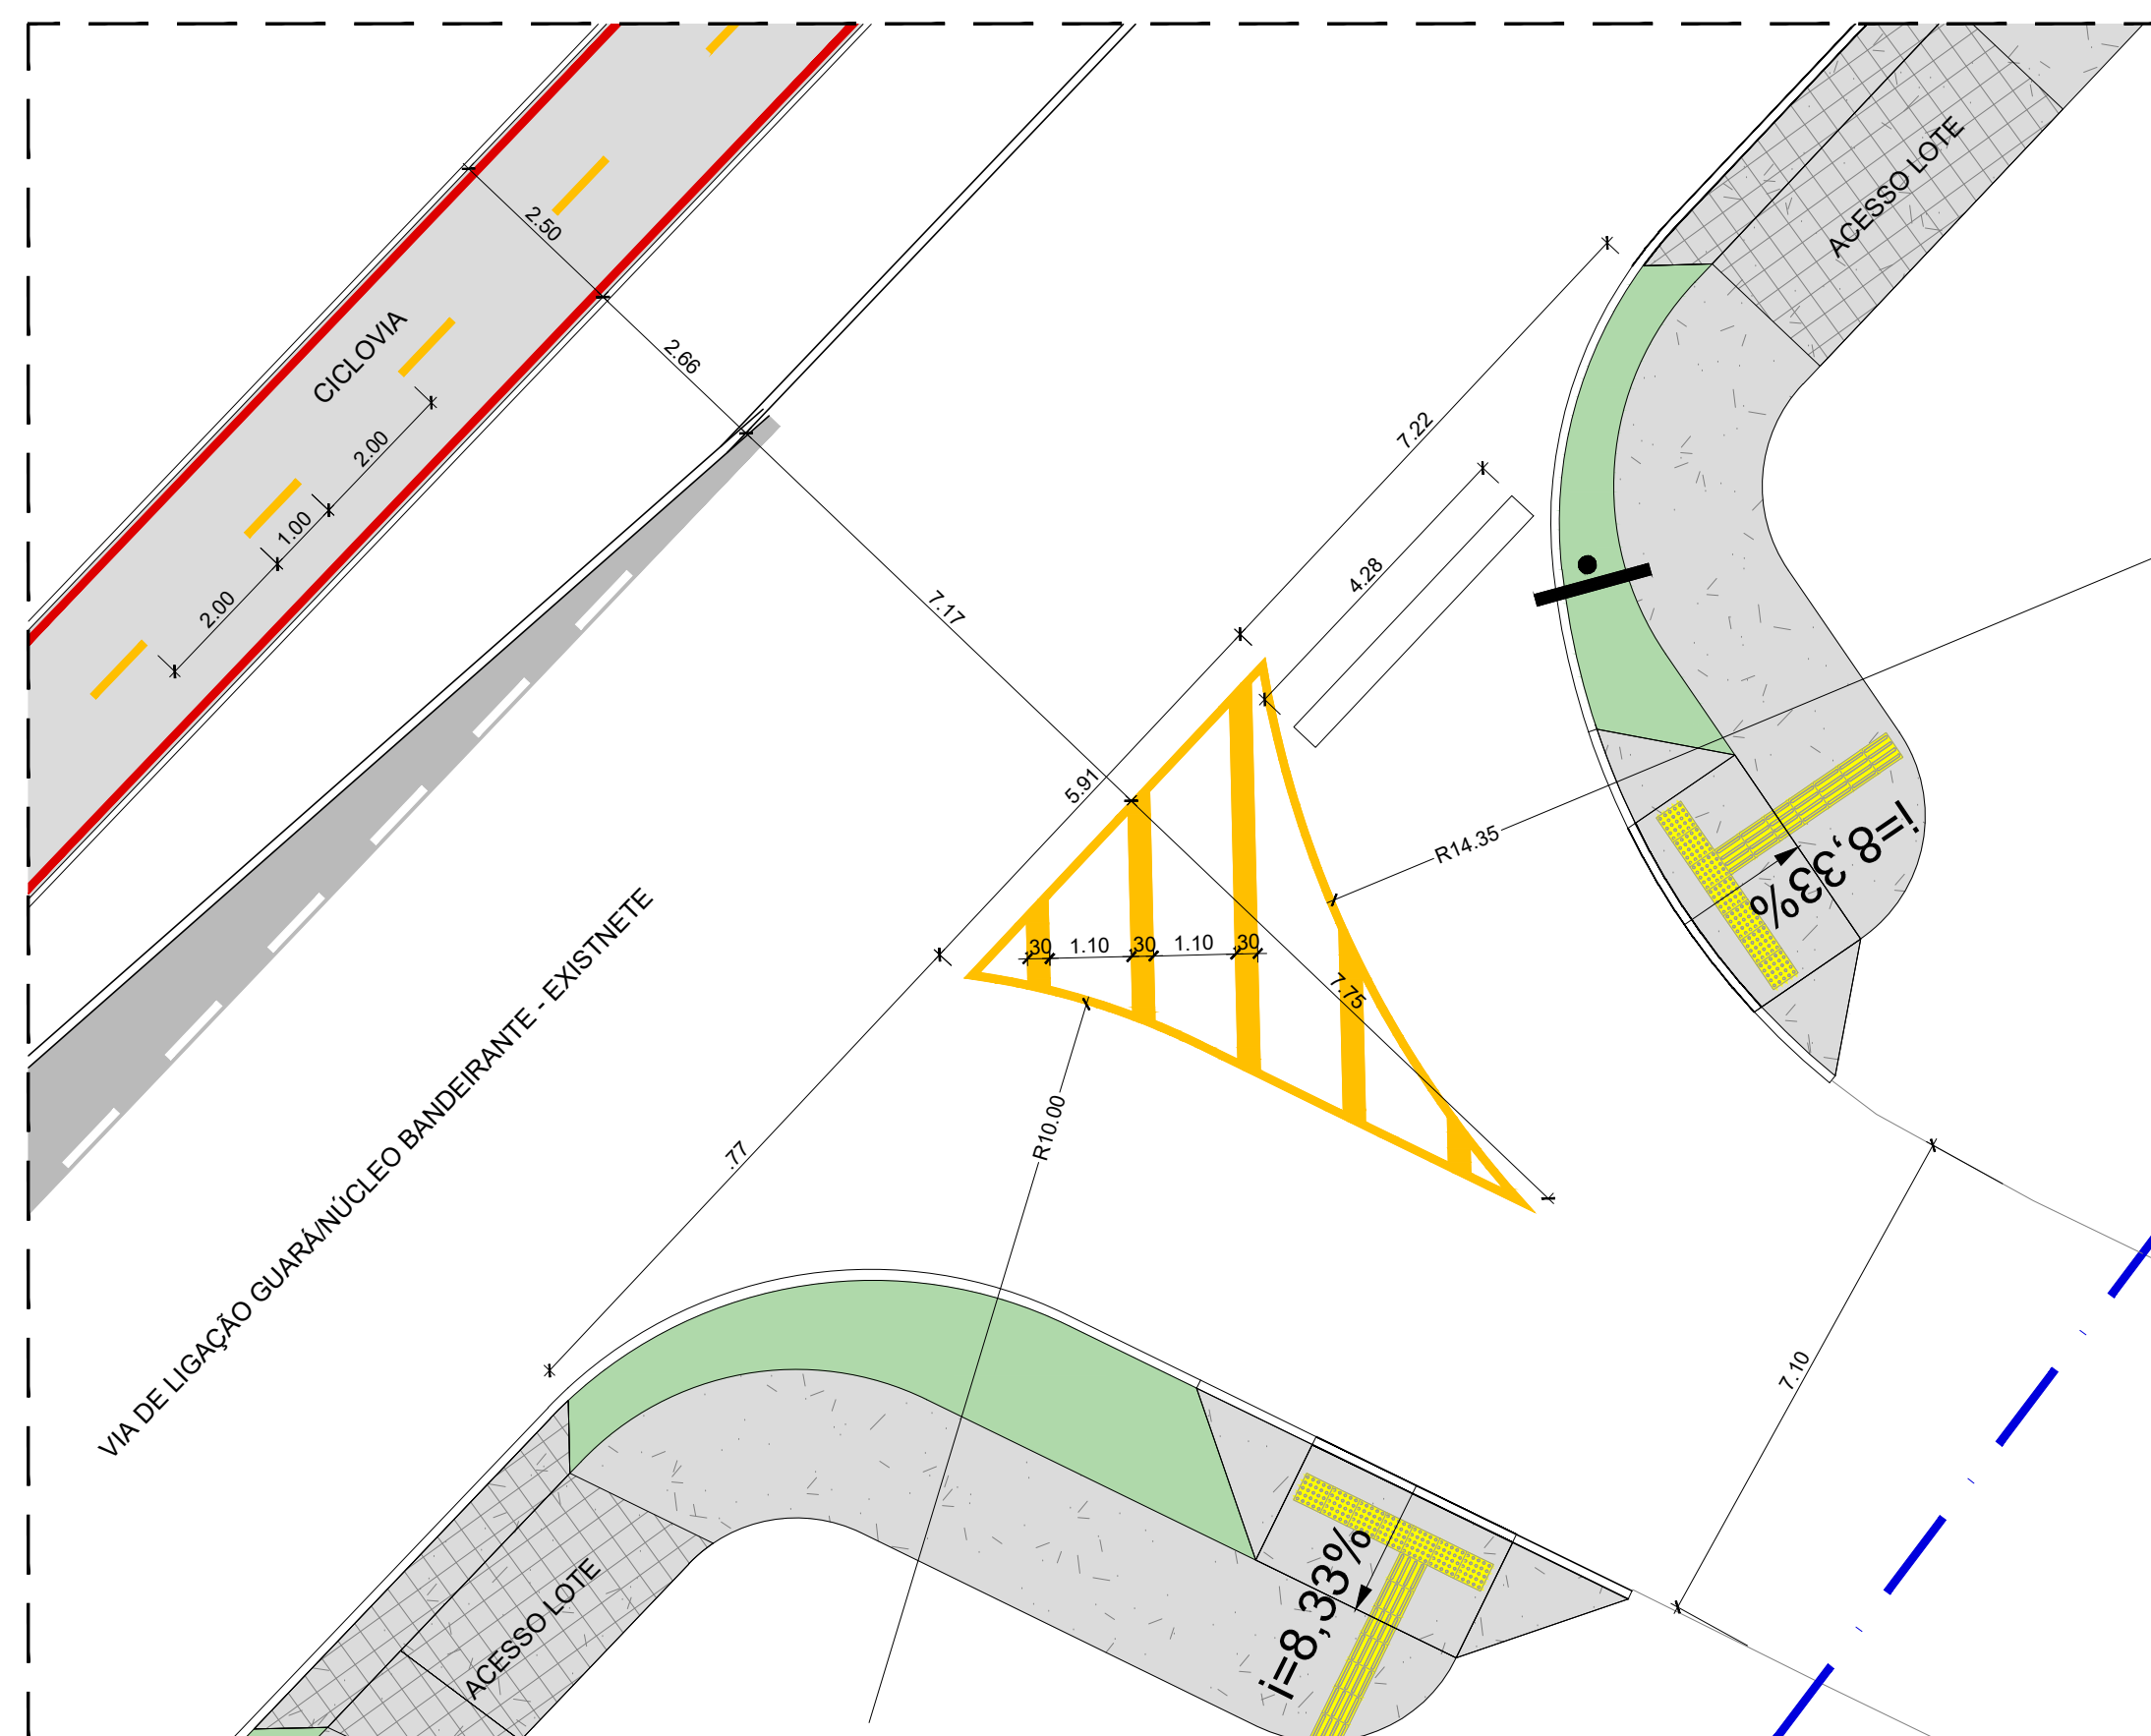 ACESSO LOTE
2.50
CICLOVIA
2.66
2.00
1.00
2.00
7.22
4.28
7.17
5.91
R14.35
i=8,33%
30
1.10
30
1.10
30
7.75
VIA DE LIGAÇÃO GUARÁ/NÚCLEO BANDEIRANTE - EXISTNETE
.77
R10.00
7.10
i=8,33%
ACESSO LOTE